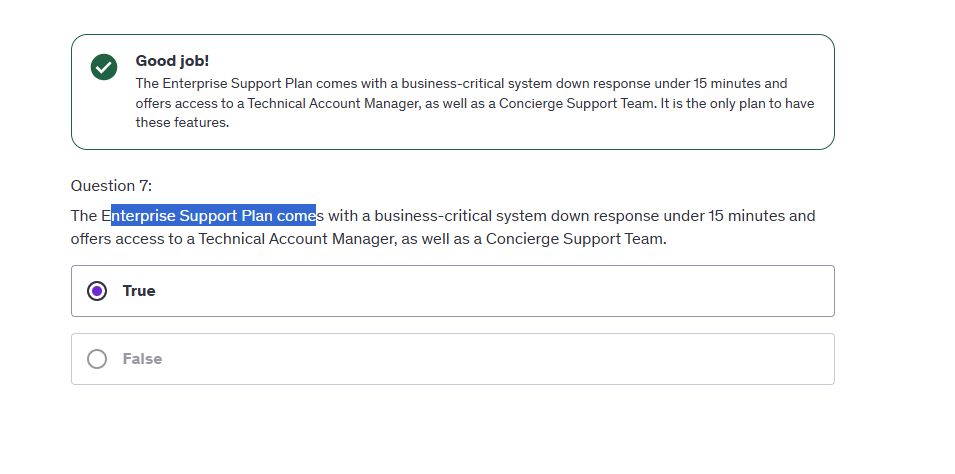 Good job!
The Enterprise Support Plan comes with a business-critical system down response under 15 minutes and
offers access to a Technical Account Manager, as well as a Concierge Support Team. It is the only plan to have
these features.
Question 7:
The Enterprise Support Plan comes with a business-critical system down response under 15 minutes and
offers access to a Technical Account Manager, as well as a Concierge Support Team.
True
False